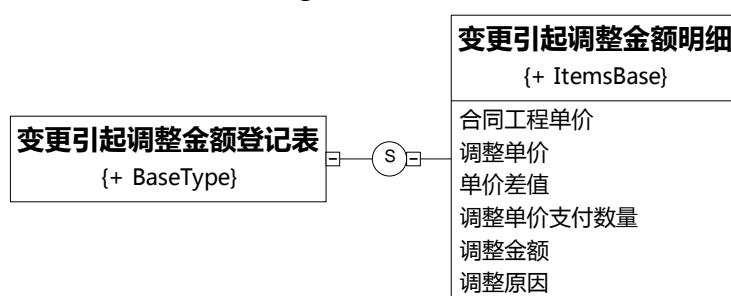 变更引起调整金额明细
{+ ItemsBase}
合同工程单价
调整单价
单价差值
调整单价支付数量
调整金额
调整原因
变更引起调整金额登记表
{+ BaseType}
S